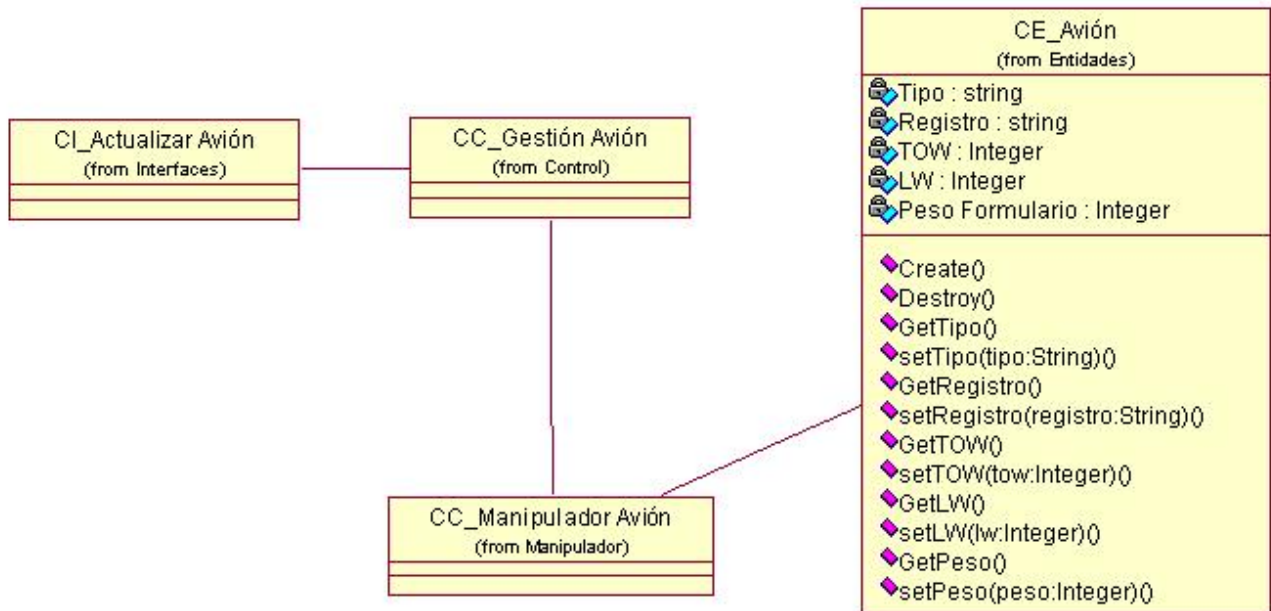 CI_Actualizar Avión
(from Interfaces)
CC_Gestión Avión
(from Control)
CC_Manipulador Avión
(from Manipulador)
CE_Avión
(from Entidades)
Tipo : string
Registro : string
TOW : Integer
LW : Integer
Peso Formulario : Integer
Create()
Destroy()
GetTipo()
setTipo(tipo:String)()
GetRegistro()
setRegistro(registro:String)()
GetTOW()
setTOW(tow:Integer)()
GetLW()
setLW(lw:Integer)()
GetPeso()
setPeso(peso:Integer)()